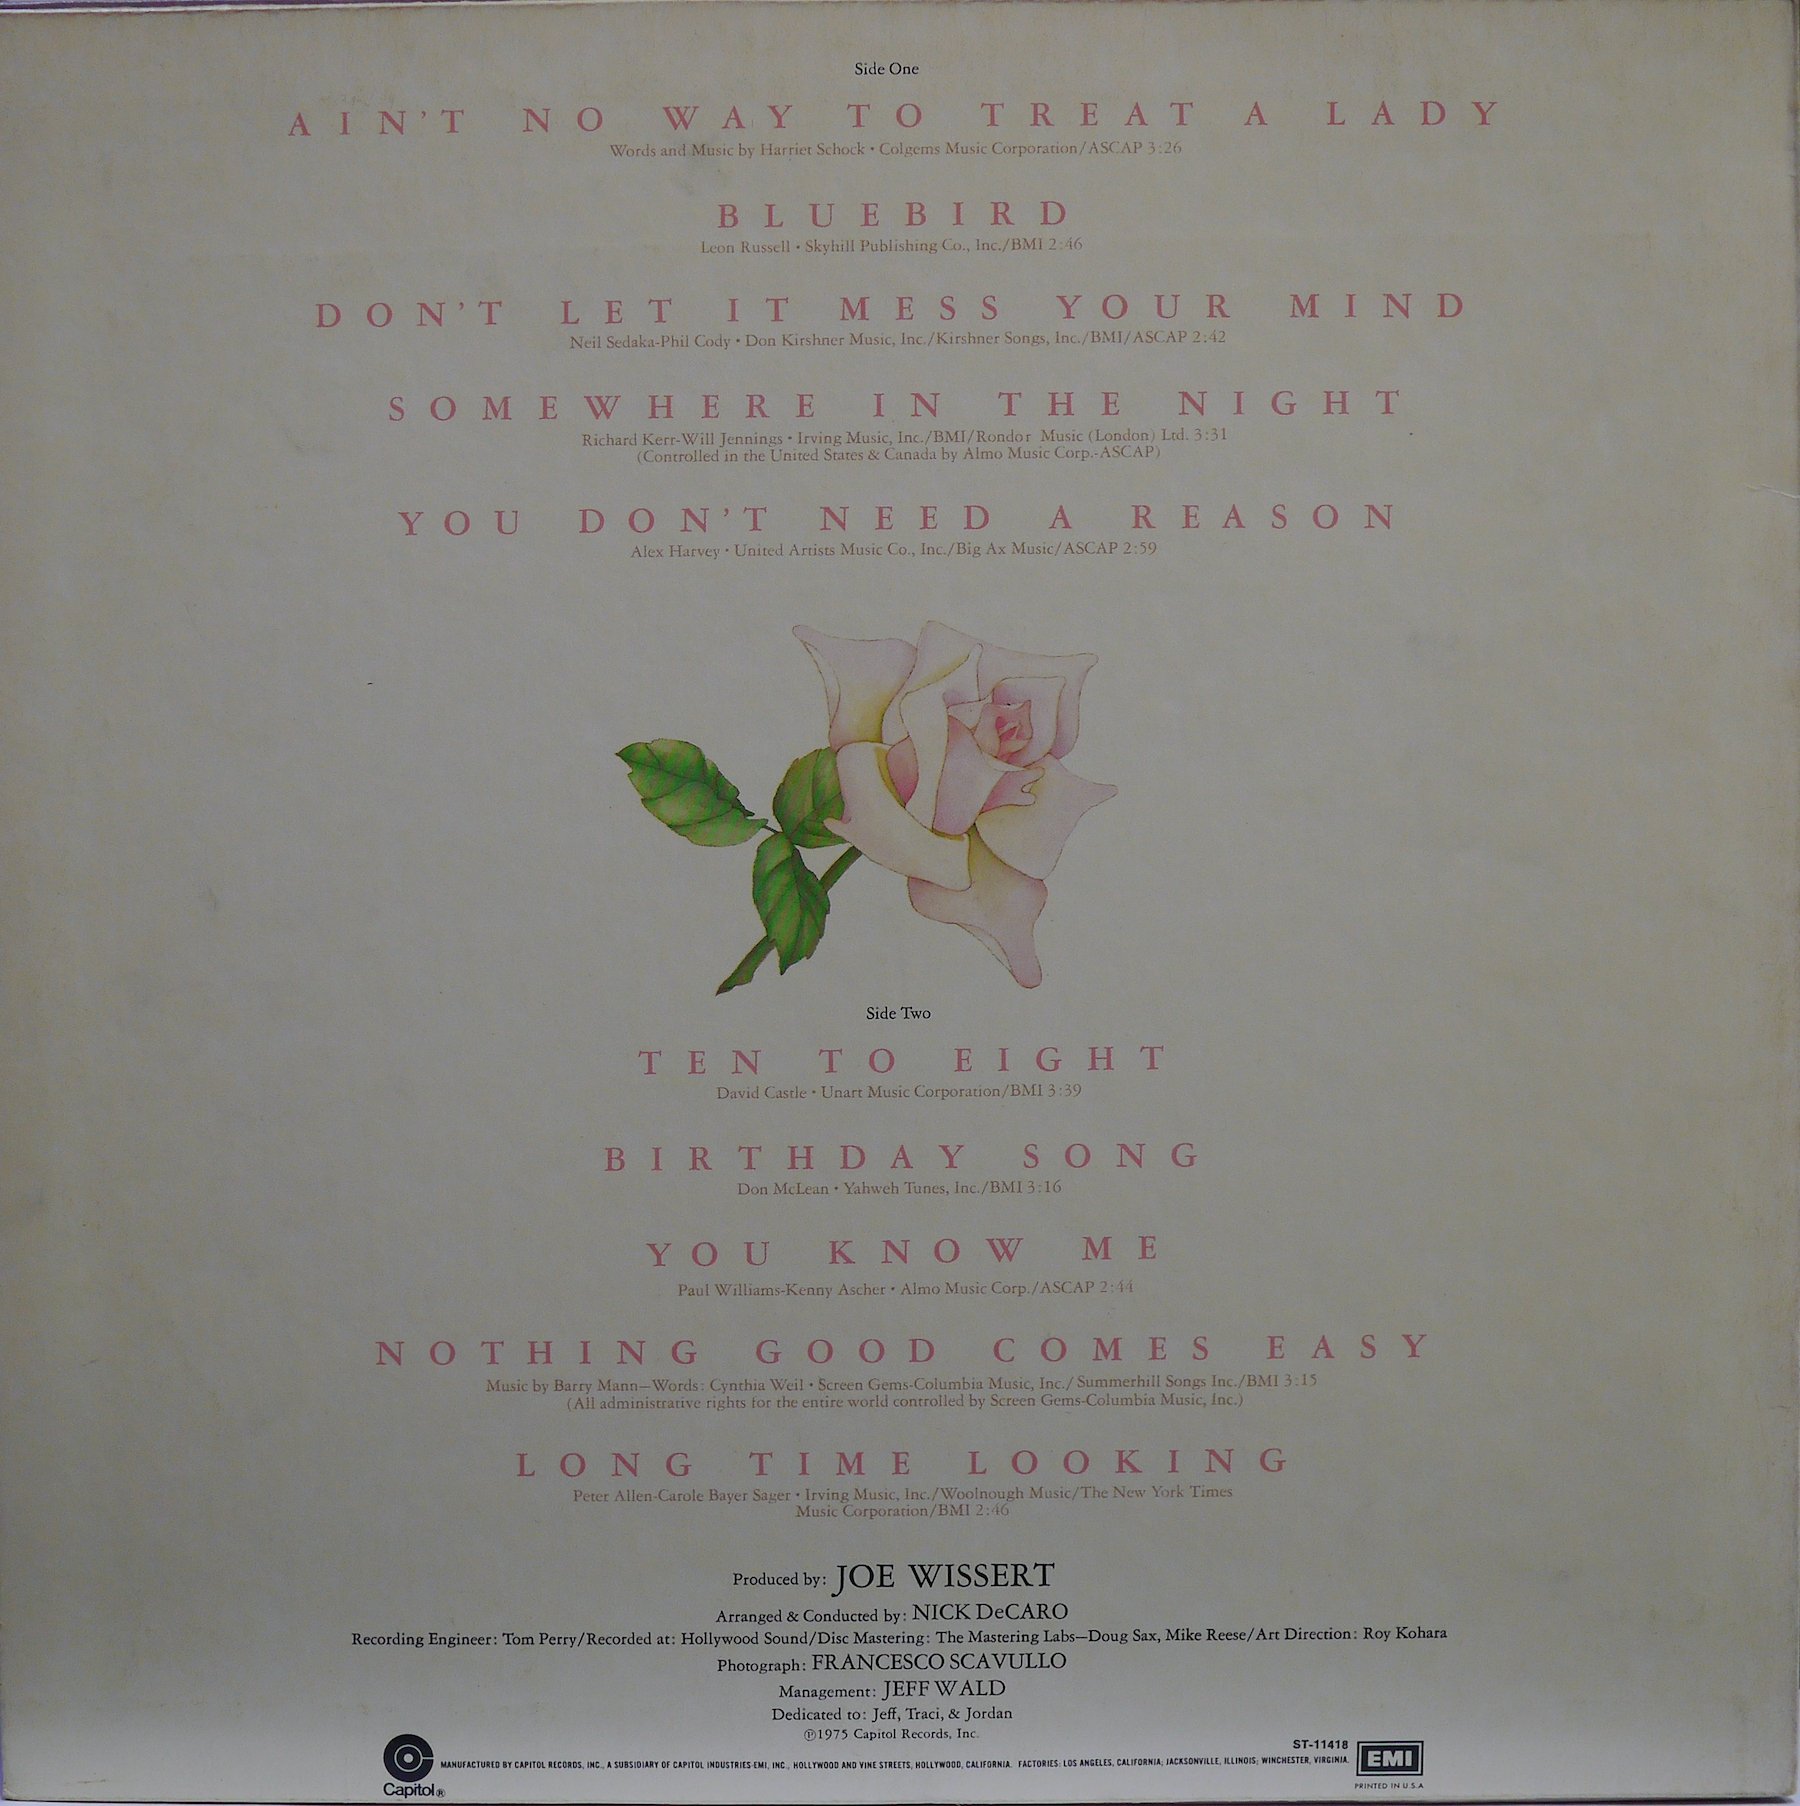 Side One
AIN'T NO WAY TO TREAT A LADY
Words and Music by Harriet Schock • Colgems Music Corporation/ASCAP 3:26
BLUEBIRD
Leon Russell • Skyhill Publishing Co., Inc./BMI 2:46
DON'T LET IT MESS YOUR MIND
Neil Sedaka-Phil Cody • Don Kirshner Music, Inc./Kirshner Songs, Inc./BMI/ASCAP 2:42
SOMEWHERE IN THE NIGHT
Richard Kerr-Will Jennings • Irving Music, Inc./BMI/Rondor Music (London) Ltd. 3:31
(Controlled in the United States & Canada by Almo Music Corp.-ASCAP)
YOU DON'T NEED A REASON
Alex Harvey • United Artists Music Co., Inc./Big Ax Music/ASCAP 2:59
Side Two
TEN TO EIGHT
David Castle • Unart Music Corporation/BMI 3:39
BIRTHDAY SONG
Don McLean • Yahweh Tunes, Inc./BMI 3:16
YOU KNOW ME
Paul Williams-Kenny Ascher • Almo Music Corp./ASCAP 2:44
NOTHING GOOD COMES EASY
Music by Barry Mann—Words: Cynthia Weil • Screen Gems-Columbia Music, Inc./ Summerhill Songs Inc./BMI 3:15
(All administrative rights for the entire world controlled by Screen Gems-Columbia Music, Inc.)
LONG TIME LOOKING
Peter Allen-Carole Bayer Sager • Irving Music, Inc./Woolnough Music/The New York Times
Music Corporation/BMI 2:46
Produced by: JOE WISSERT
Arranged & Conducted by: NICK DeCARO
Recording Engineer: Tom Perry/Recorded at: Hollywood Sound/Disc Mastering: The Mastering Labs—Doug Sax, Mike Reese/Art Direction: Roy Kohara
Photograph: FRANCESCO SCAVULLO
Management: JEFF WALD
Dedicated to: Jeff, Traci, & Jordan
℗1975 Capitol Records, Inc.
ST-11418
MANUFACTURED BY CAPITOL RECORDS, INC., A SUBSIDIARY OF CAPITOL INDUSTRIES-EMI, INC., HOLLYWOOD AND VINE STREETS, HOLLYWOOD, CALIFORNIA. FACTORIES: LOS ANGELES, CALIFORNIA; JACKSONVILLE, ILLINOIS; WINCHESTER, VIRGINIA.
EMI
Capitol®
PRINTED IN U.S.A